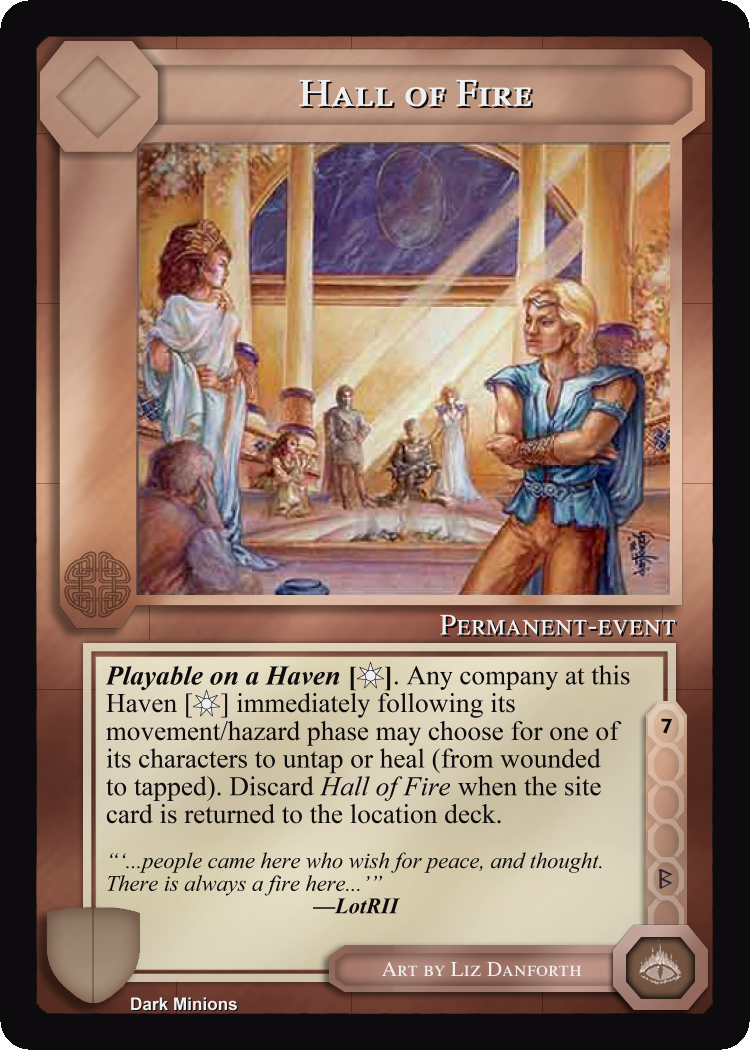 Hall of Fire
Permanent-event
Playable on a Haven [☼]. Any company at this
Haven [☼] immediately following its
movement/hazard phase may choose for one of
its characters to untap or heal (from wounded
to tapped). Discard Hall of Fire when the site
card is returned to the location deck.
7
“‘...people came here who wish for peace, and thought.
There is always a fire here...’”
—LotRII
ᛒ
Art by Liz Danforth
Dark Minions